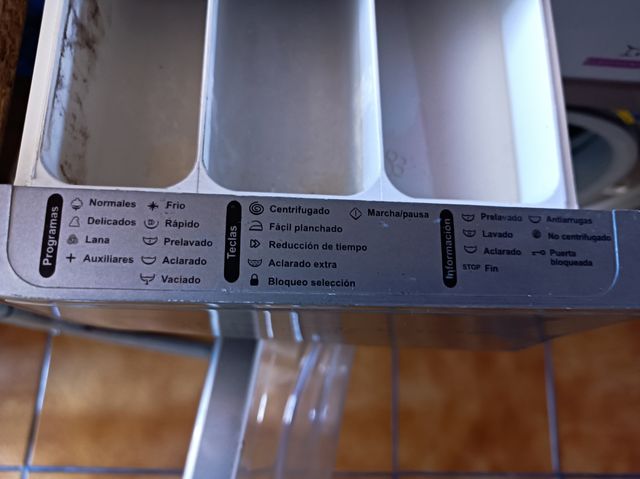 Programas
Normales
Delicados
Lana
Auxiliares
Frio
Rápido
Prelavado
Aclarado
Vaciado
Teclas
Centrifugado
Fácil planchado
Reducción de tiempo
Aclarado extra
Bloqueo selección
Marcha/pausa
Información
Prelavado
Lavado
Aclarado
STOP Fin
Antiarrugas
No centrifugado
Puerta
bloqueada